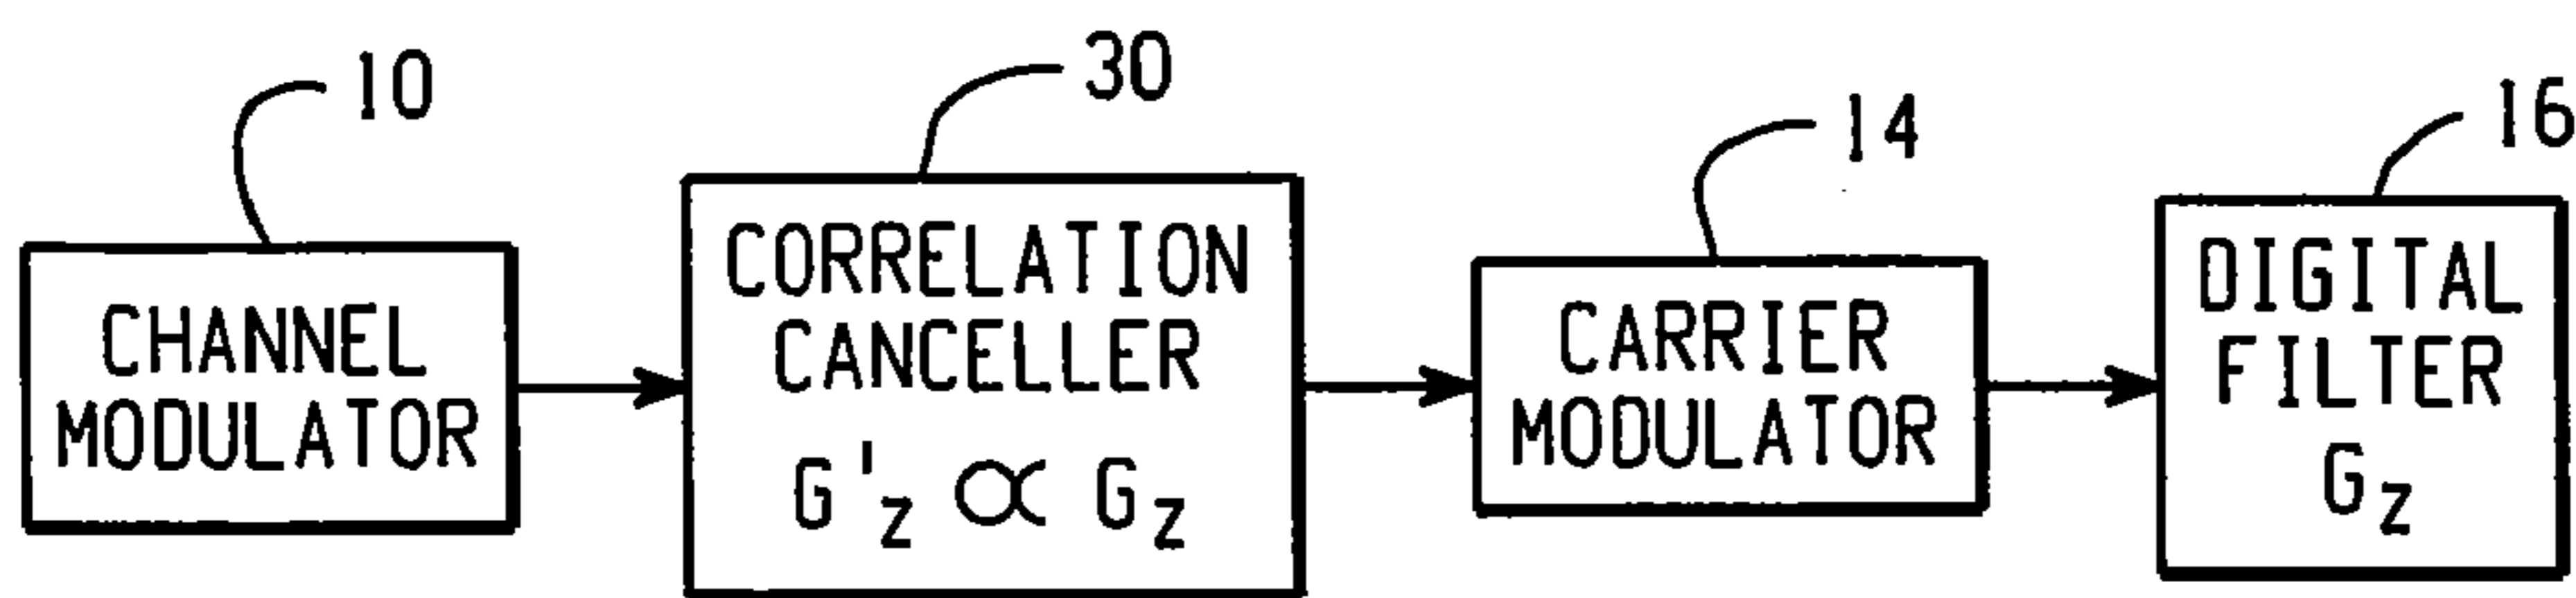 10
30
14
16
CHANNEL
MODULATOR
CORRELATION
CANCELLER
G'z ∝ Gz
CARRIER
MODULATOR
DIGITAL
FILTER
Gz